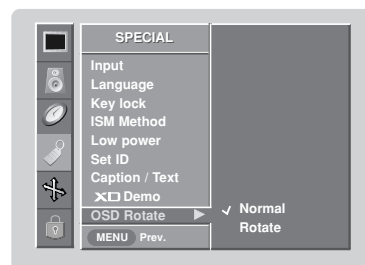 SPECIAL
Input
Language
Key lock
ISM Method
Low power
Set ID
Caption / Text
XD Demo
OSD Rotate ▶ ✓ Normal
Rotate
MENU Prev.